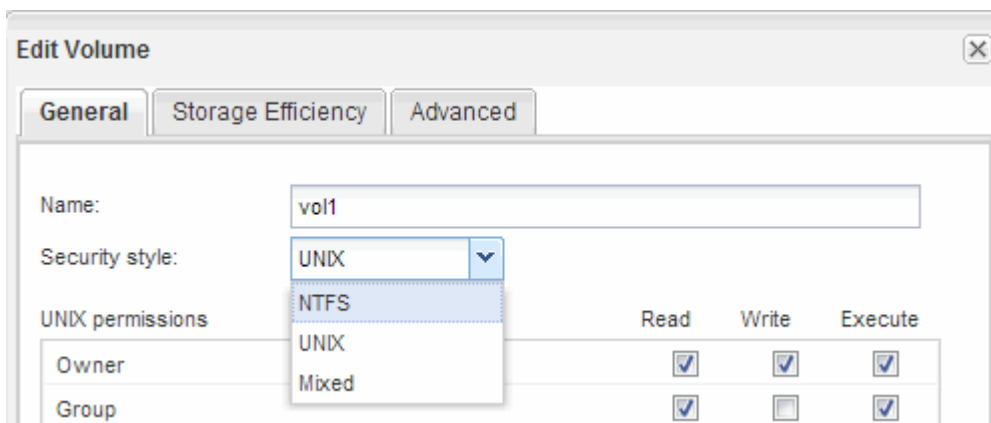 Edit Volume
General Storage Efficiency Advanced
Name: vol1
Security style: UNIX
NTFS
UNIX permissions Read Write Execute
UNIX
Owner
Mixed
Group